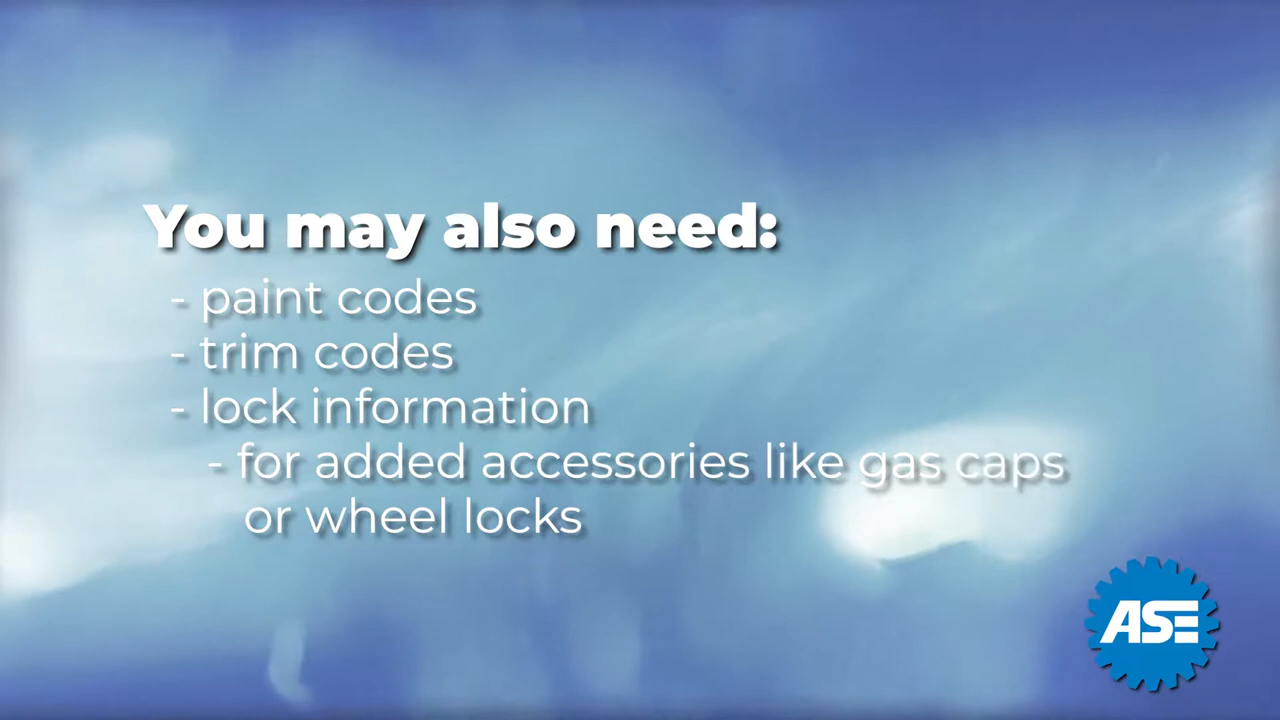 You may also need:
- paint codes
- trim codes
- lock information
- for added accessories like gas caps
or wheel locks
ASE